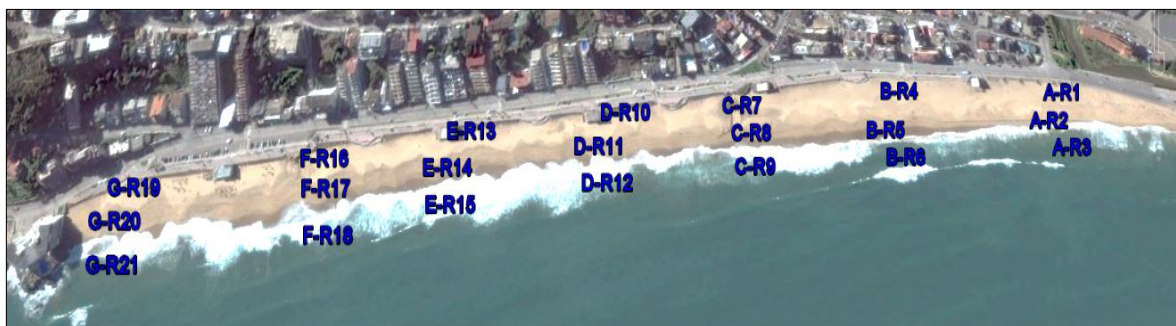 A-R1
A-R2
A-R3
B-R4
B-R5
B-R6
C-R7
C-R8
C-R9
D-R10
D-R11
D-R12
E-R13
E-R14
E-R15
F-R16
F-R17
F-R18
G-R19
G-R20
G-R21